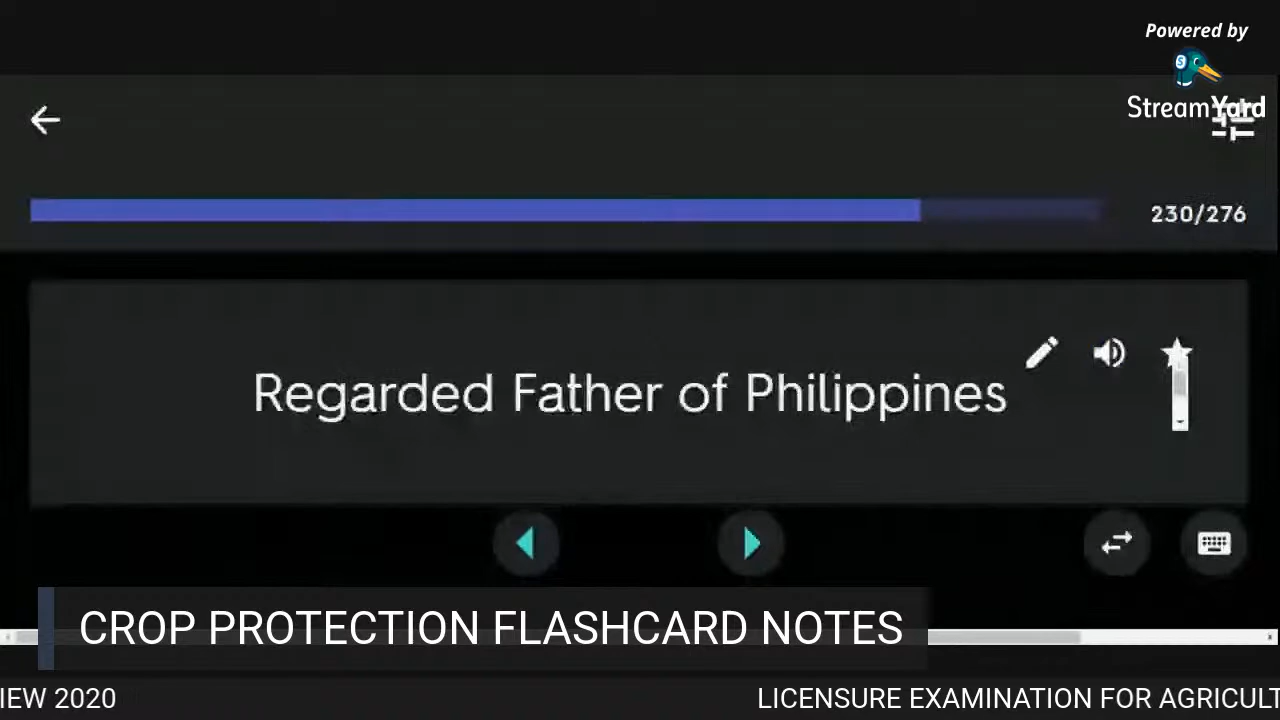 Powered by
StreamYard
230/276
Regarded Father of Philippines
CROP PROTECTION FLASHCARD NOTES
IEW 2020
LICENSURE EXAMINATION FOR AGRICULT